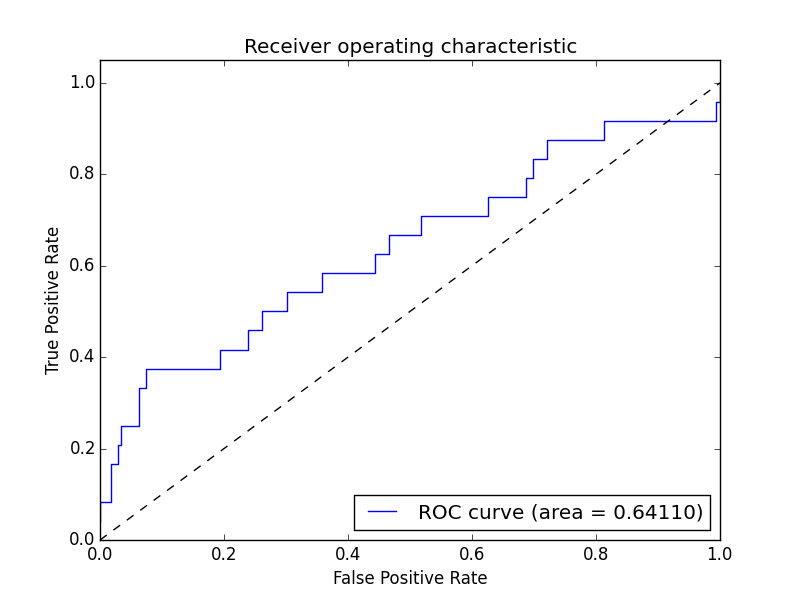 Receiver operating characteristic
1.0
0.8
0.6
0.4
0.2
0.0
True Positive Rate
ROC curve (area = 0.64110)
0.0 0.2 0.4 0.6 0.8 1.0
False Positive Rate